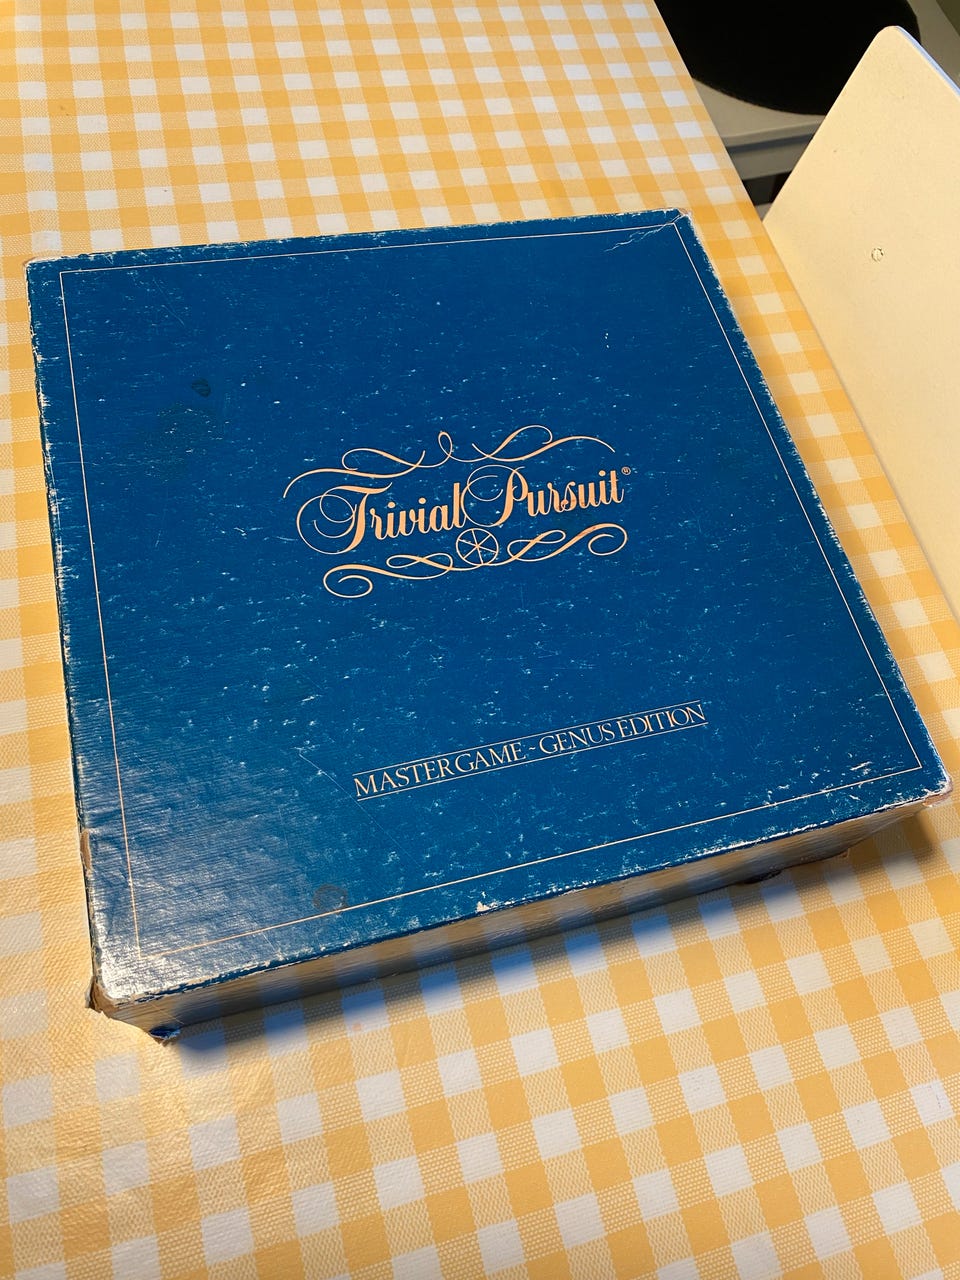 Trivial Pursuit®
MASTER GAME ~ GENUS EDITION